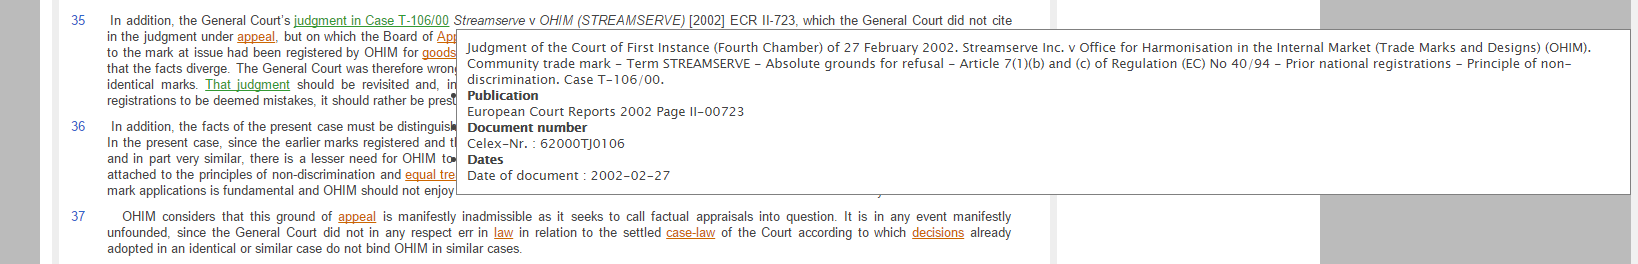 35 In addition, the General Court's judgment in Case T-106/00 Streamserve v OHIM (STREAMSERVE) [2002] ECR II-723, which the General Court did not cite
in the judgment under appeal, but on which the Board of
to the mark at issue had been registered by OHIM for goods
that the facts diverge. The General Court was therefore
identical marks. That judgment should be revisited and, in
registrations to be deemed mistakes, it should rather be
Judgment of the Court of First Instance (Fourth Chamber) of 27 February 2002. Streamserve Inc. v Office for Harmonisation in the Internal Market (Trade Marks and Designs) (OHIM).
Community trade mark – Term STREAMSERVE – Absolute grounds for refusal – Article 7(1)(b) and (c) of Regulation (EC) No 40/94 – Prior national registrations – Principle of non-
discrimination. Case T-106/00.
Publication
European Court Reports 2002 Page II-00723
Document number
Celex-Nr. : 62000TJ0106
Dates
Date of document : 2002-02-27
36 In addition, the facts of the present case must be
In the present case, since the earlier marks registered and
and in part very similar, there is a lesser need for OHIM to
attached to the principles of non-discrimination and equal
mark applications is fundamental and OHIM should not enjoy
37 OHIM considers that this ground of appeal is manifestly inadmissible as it seeks to call factual appraisals into question. It is in any event manifestly
unfounded, since the General Court did not in any respect err in law in relation to the settled case-law of the Court according to which decisions already
adopted in an identical or similar case do not bind OHIM in similar cases.